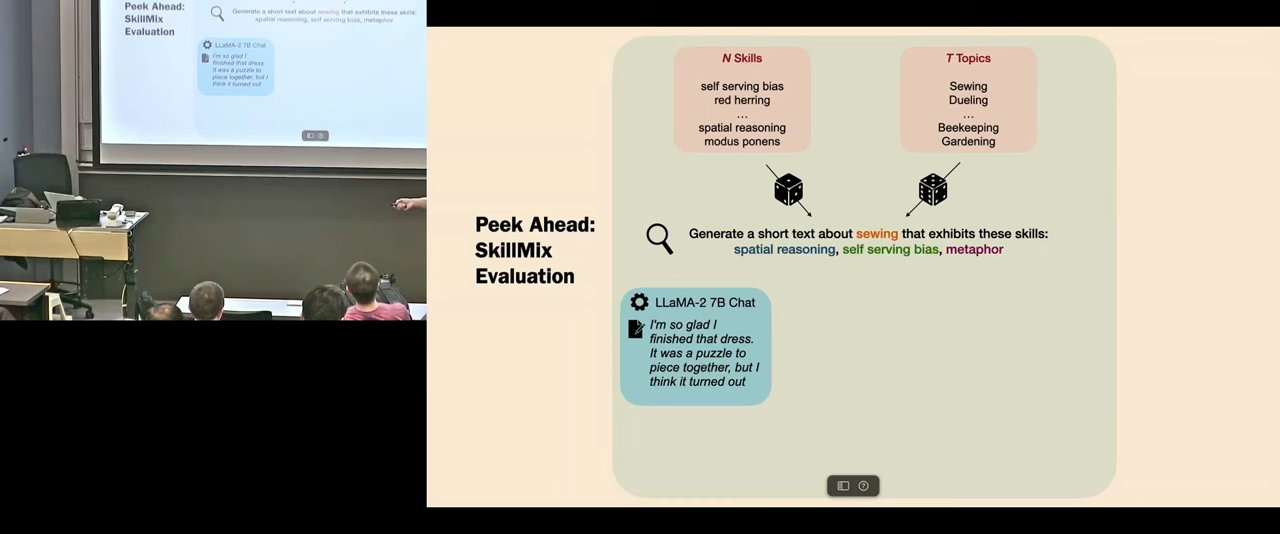 Peek Ahead:
SkillMix
Evaluation
Generate a short text about sewing that exhibits these skills:
spatial reasoning, self serving bias, metaphor
LLaMA-2 7B Chat
I'm so glad I
finished that dress.
It was a puzzle to
piece together, but I
think it turned out
N Skills
self serving bias
red herring
...
spatial reasoning
modus ponens
T Topics
Sewing
Dueling
...
Beekeeping
Gardening
Peek Ahead:
SkillMix
Evaluation
Generate a short text about sewing that exhibits these skills:
spatial reasoning, self serving bias, metaphor
LLaMA-2 7B Chat
I'm so glad I
finished that dress.
It was a puzzle to
piece together, but I
think it turned out